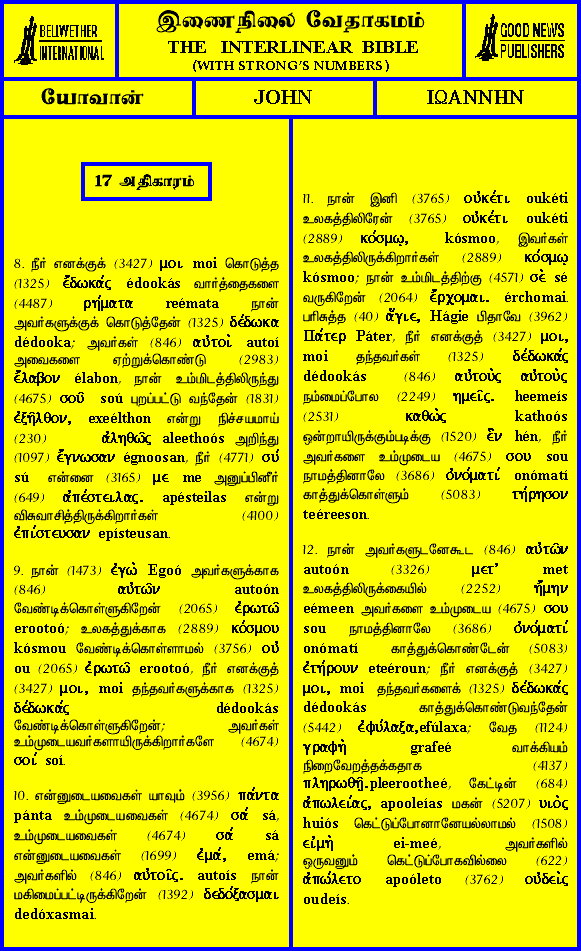 BELLWETHER
INTERNATIONAL
இணைநிலை வேதாகமம்
THE INTERLINEAR BIBLE
(WITH STRONG'S NUMBERS)
GOOD NEWS
PUBLISHERS
யோவான்
JOHN
ΙΩΑΝΝΗΝ
17 அதிகாரம்
8. நீர் எனக்குக் (3427) μοι moi கொடுத்த
(1325) ἔδωκάς édookás வார்த்தைகளை
(4487) ρήματα reémata நான்
அவர்களுக்குக் கொடுத்தேன் (1325) δέδωκα
dédooka; அவர்கள் (846) αὐτοὶ autoí
அவைகளை ஏற்றுக்கொண்டு (2983)
ἔλαβον élabon, நான் உம்மிடத்திலிருந்து
(4675) σοῦ soú புறப்பட்டு வந்தேன் (1831)
ἐξῆλθον, exeélthon என்று நிச்சயமாய்
(230) ἀληθῶς aleethoós அறிந்து
(1097) ἔγνωσαν égnoosan, நீர் (4771) σύ
sú என்னை (3165) με me அனுப்பினீர்
(649) ἀπέστειλας. apésteilas என்று
விசுவாசித்திருக்கிறார்கள் (4100)
ἐπίστευσαν epísteusan.
9. நான் (1473) ἐγὼ Egoó அவர்களுக்காக
(846) αὐτῶν autoón
வேண்டிக்கொள்ளுகிறேன் (2065) ἐρωτῶ
erootoó; உலகத்துக்காக (2889) κόσμου
kósmou வேண்டிக்கொள்ளாமல் (3756) οὐ
ou (2065) ἐρωτῶ erootoó, நீர் எனக்குத்
(3427) μοι, moi தந்தவர்களுக்காக (1325)
δέδωκάς dédookás
வேண்டிக்கொள்ளுகிறேன்; அவர்கள்
உம்முடையவர்களாயிருக்கிறார்களே (4674)
σοί soí.
10. என்னுடையவைகள் யாவும் (3956) πάντα
pánta உம்முடையவைகள் (4674) σά sá,
உம்முடையவைகள் (4674) σά sá
என்னுடையவைகள் (1699) ἐμά, emá;
அவர்களில் (846) αὐτοῖς. autoís நான்
மகிமைப்பட்டிருக்கிறேன் (1392) δεδόξασμαι
dedóxasmai.
11. நான் இனி (3765) οὐκέτι oukéti
உலகத்திலிரேன் (3765) οὐκέτι oukéti
(2889) κόσμῳ, kósmoo, இவர்கள்
உலகத்திலிருக்கிறார்கள் (2889) κόσμῳ
kósmoo; நான் உம்மிடத்திற்கு (4571) σὲ sé
வருகிறேன் (2064) ἔρχομαι. érchomai.
பரிசுத்த (40) ἅγιε, Hágie பிதாவே (3962)
Πάτερ Páter, நீர் எனக்குத் (3427) μοι,
moi தந்தவர்கள் (1325) δέδωκάς
dédookás (846) αὐτοὺς αὐτοὺς
நம்மைப்போல (2249) ημεῖς. heemeís
(2531) καθὼς kathoós
ஒன்றாயிருக்கும்படிக்கு (1520) ἓν hén, நீர்
அவர்களை உம்முடைய (4675) σου sou
நாமத்தினாலே (3686) ὀνόματί onómatí
காத்துக்கொள்ளும் (5083) τήρησον
teéreeson.
12. நான் அவர்களுடனேகூட (846) αὐτῶν
autoón (3326) μετ’ met
உலகத்திலிருக்கையில் (2252) ἤμην
eémeen அவர்களை உம்முடைய (4675) σου
sou நாமத்தினாலே (3686) ὀνόματί
onómatí காத்துக்கொண்டேன் (5083)
ἐτήρουν eteéroun; நீர் எனக்குத் (3427)
μοι, moi தந்தவர்களைக் (1325) δέδωκάς
dédookás காத்துக்கொண்டுவந்தேன்
(5442) ἐφύλαξα,efúlaxa; வேத (1124)
γραφὴ grafeé வாக்கியம்
நிறைவேறத்தக்கதாக (4137)
πληρωθῇ.pleerootheé, கேட்டின் (684)
ἀπωλείας, apooleías மகன் (5207) υιὸς
huiós கெட்டுப்போனானேயல்லாமல் (1508)
εἰμὴ ei-meé, அவர்களில்
ஒருவனும் கெட்டுப்போகவில்லை (622)
ἀπώλετο apoóleto (3762) οὐδεὶς
oudeís.